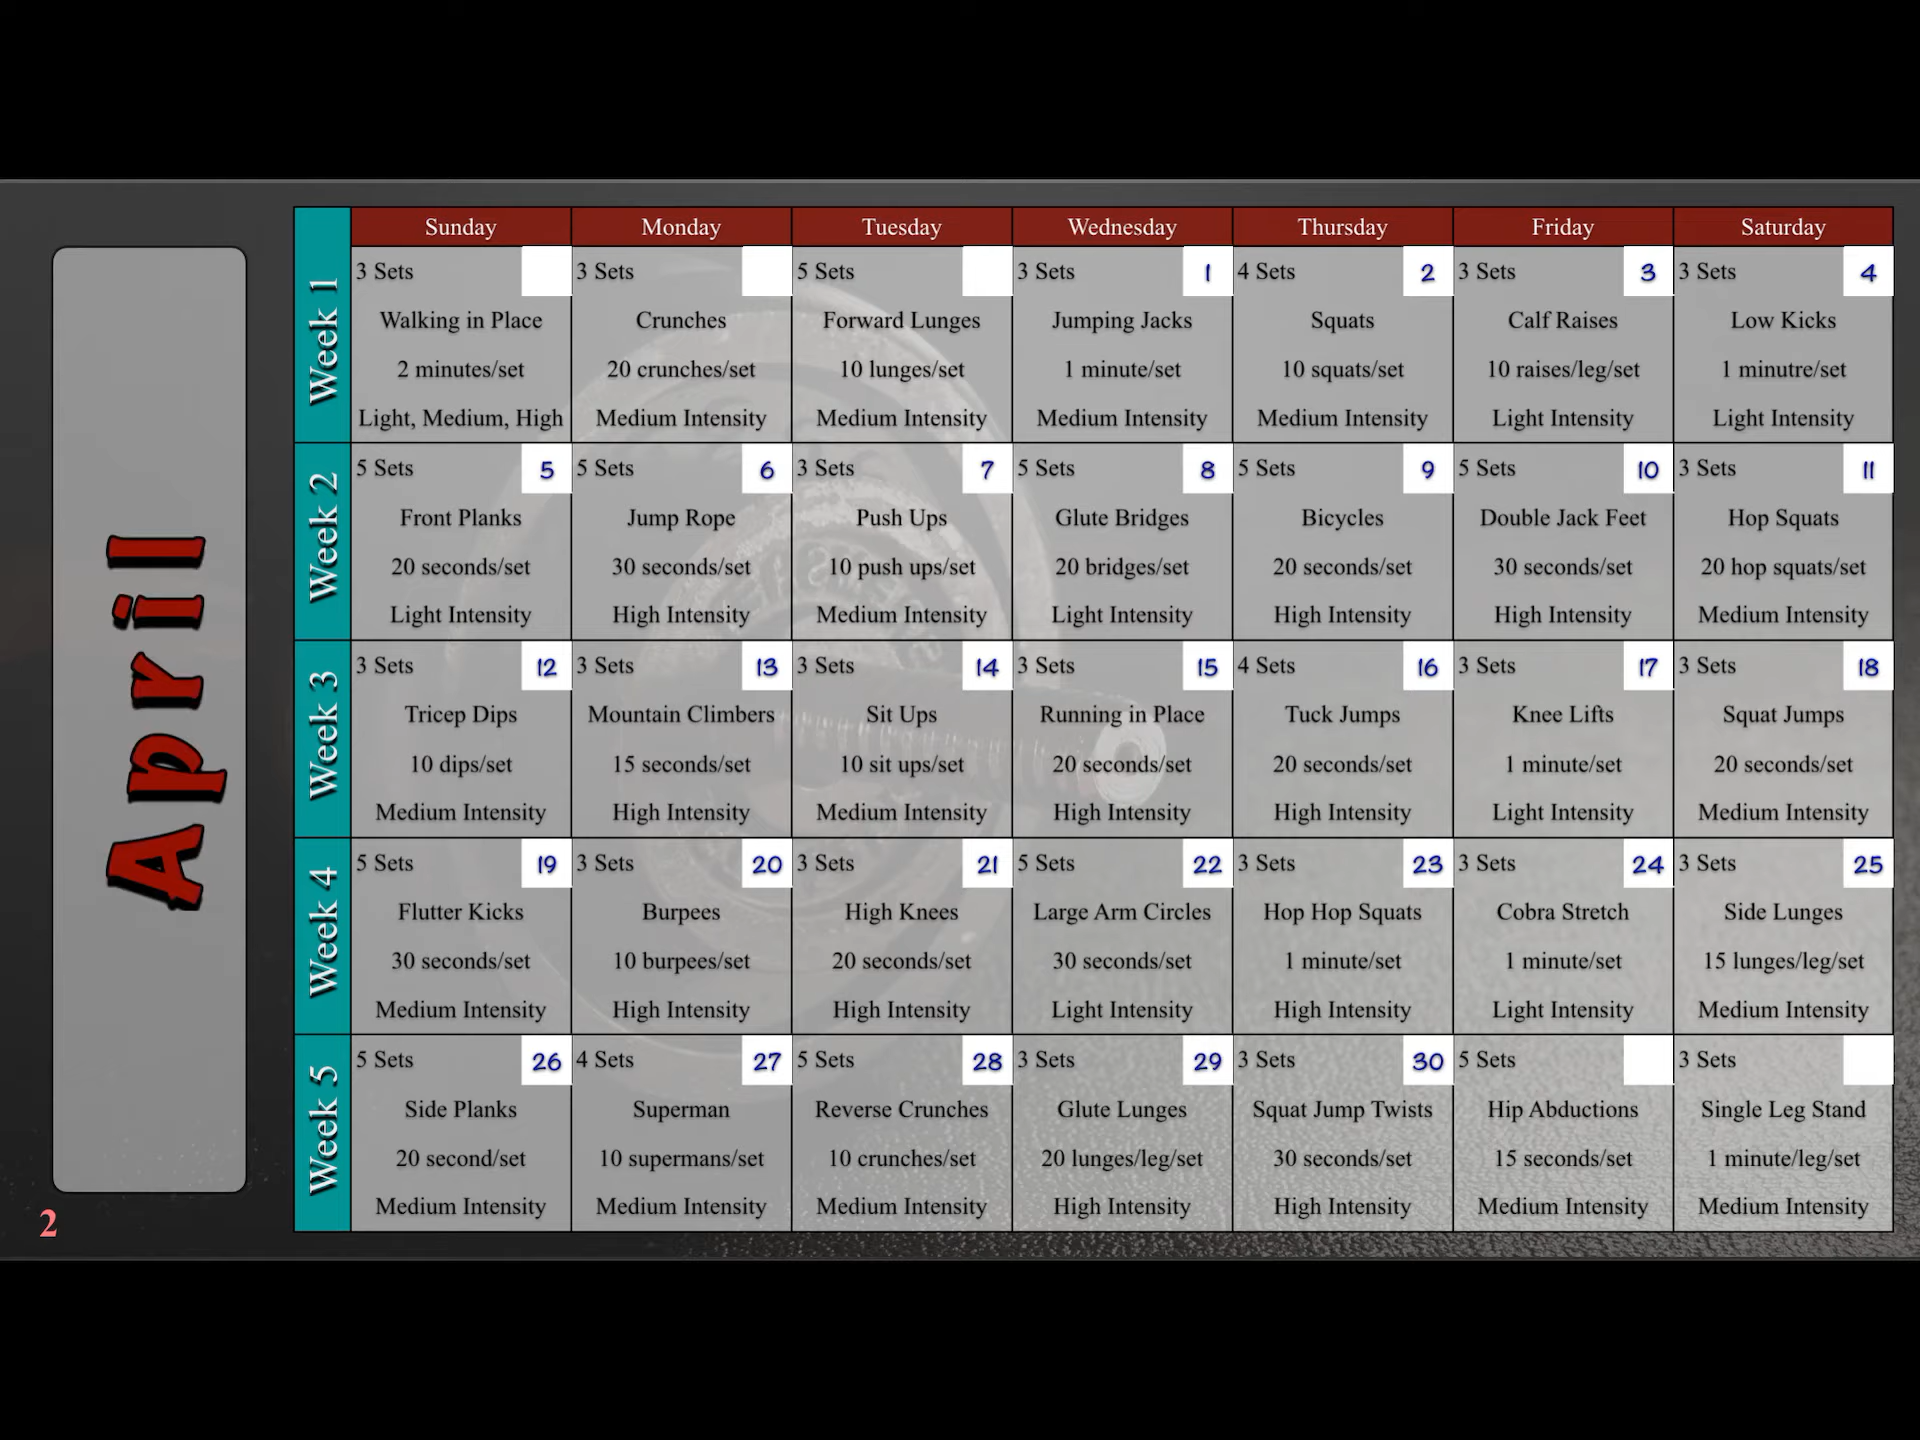 April
Sunday Monday Tuesday Wednesday Thursday Friday Saturday
Week 1
3 Sets
Walking in Place
2 minutes/set
Light, Medium, High
3 Sets
Crunches
20 crunches/set
Medium Intensity
5 Sets
Forward Lunges
10 lunges/set
Medium Intensity
3 Sets 1
Jumping Jacks
1 minute/set
Medium Intensity
4 Sets 2
Squats
10 squats/set
Medium Intensity
3 Sets 3
Calf Raises
10 raises/leg/set
Light Intensity
3 Sets 4
Low Kicks
1 minutre/set
Light Intensity
Week 2
5 Sets 5
Front Planks
20 seconds/set
Light Intensity
5 Sets 6
Jump Rope
30 seconds/set
High Intensity
3 Sets 7
Push Ups
10 push ups/set
Medium Intensity
5 Sets 8
Glute Bridges
20 bridges/set
Light Intensity
5 Sets 9
Bicycles
20 seconds/set
High Intensity
5 Sets 10
Double Jack Feet
30 seconds/set
High Intensity
3 Sets 11
Hop Squats
20 hop squats/set
Medium Intensity
Week 3
3 Sets 12
Tricep Dips
10 dips/set
Medium Intensity
3 Sets 13
Mountain Climbers
15 seconds/set
High Intensity
3 Sets 14
Sit Ups
10 sit ups/set
Medium Intensity
3 Sets 15
Running in Place
20 seconds/set
High Intensity
4 Sets 16
Tuck Jumps
20 seconds/set
High Intensity
3 Sets 17
Knee Lifts
1 minute/set
Light Intensity
3 Sets 18
Squat Jumps
20 seconds/set
Medium Intensity
Week 4
5 Sets 19
Flutter Kicks
30 seconds/set
Medium Intensity
3 Sets 20
Burpees
10 burpees/set
High Intensity
3 Sets 21
High Knees
20 seconds/set
High Intensity
5 Sets 22
Large Arm Circles
30 seconds/set
Light Intensity
3 Sets 23
Hop Hop Squats
1 minute/set
High Intensity
3 Sets 24
Cobra Stretch
1 minute/set
Light Intensity
3 Sets 25
Side Lunges
15 lunges/leg/set
Medium Intensity
Week 5
5 Sets 26
Side Planks
20 second/set
Medium Intensity
4 Sets 27
Superman
10 supermans/set
Medium Intensity
5 Sets 28
Reverse Crunches
10 crunches/set
Medium Intensity
3 Sets 29
Glute Lunges
20 lunges/leg/set
High Intensity
3 Sets 30
Squat Jump Twists
30 seconds/set
High Intensity
5 Sets
Hip Abductions
15 seconds/set
Medium Intensity
3 Sets
Single Leg Stand
1 minute/leg/set
Medium Intensity
2